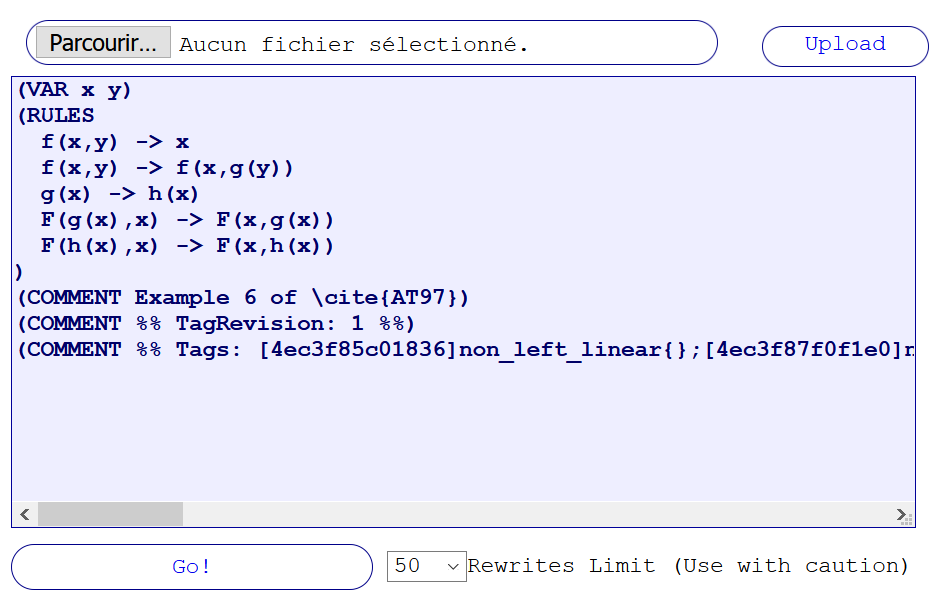 Parcourir... Aucun fichier sélectionné. Upload
(VAR x y)
(RULES
  f(x,y) -> x
  f(x,y) -> f(x,g(y))
  g(x) -> h(x)
  F(g(x),x) -> F(x,g(x))
  F(h(x),x) -> F(x,h(x))
)
(COMMENT Example 6 of \cite{AT97})
(COMMENT %% TagRevision: 1 %%)
(COMMENT %% Tags: [4ec3f85c01836]non_left_linear{};[4ec3f87f0f1e0]n
Go! 50 Rewrites Limit (Use with caution)